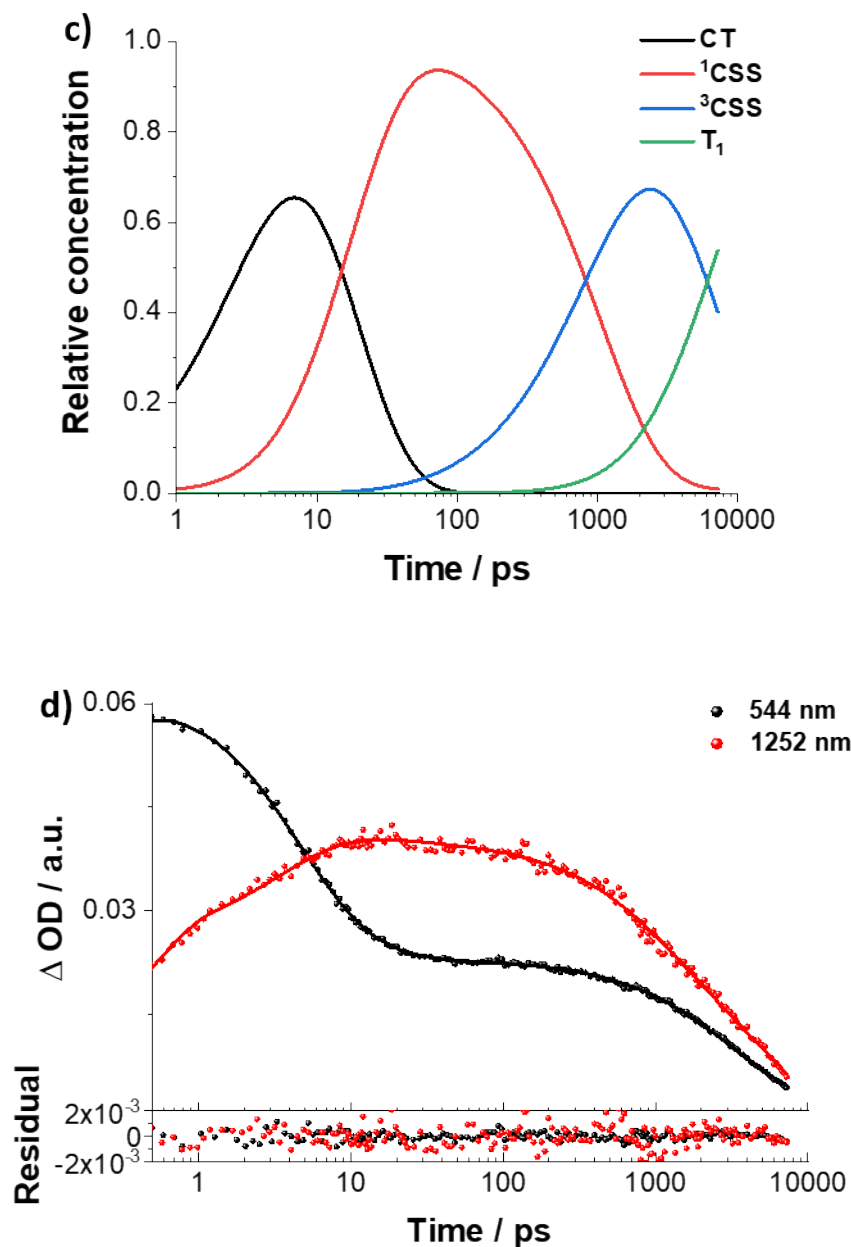 c)
CT
¹CSS
³CSS
T₁
1.0
0.8
0.6
0.4
0.2
0.0
Relative concentration
1 10 100 1000 10000
Time / ps
d)
544 nm
1252 nm
0.06
0.03
Δ OD / a.u.
Residual
2x10⁻³
0
-2x10⁻³
1 10 100 1000 10000
Time / ps